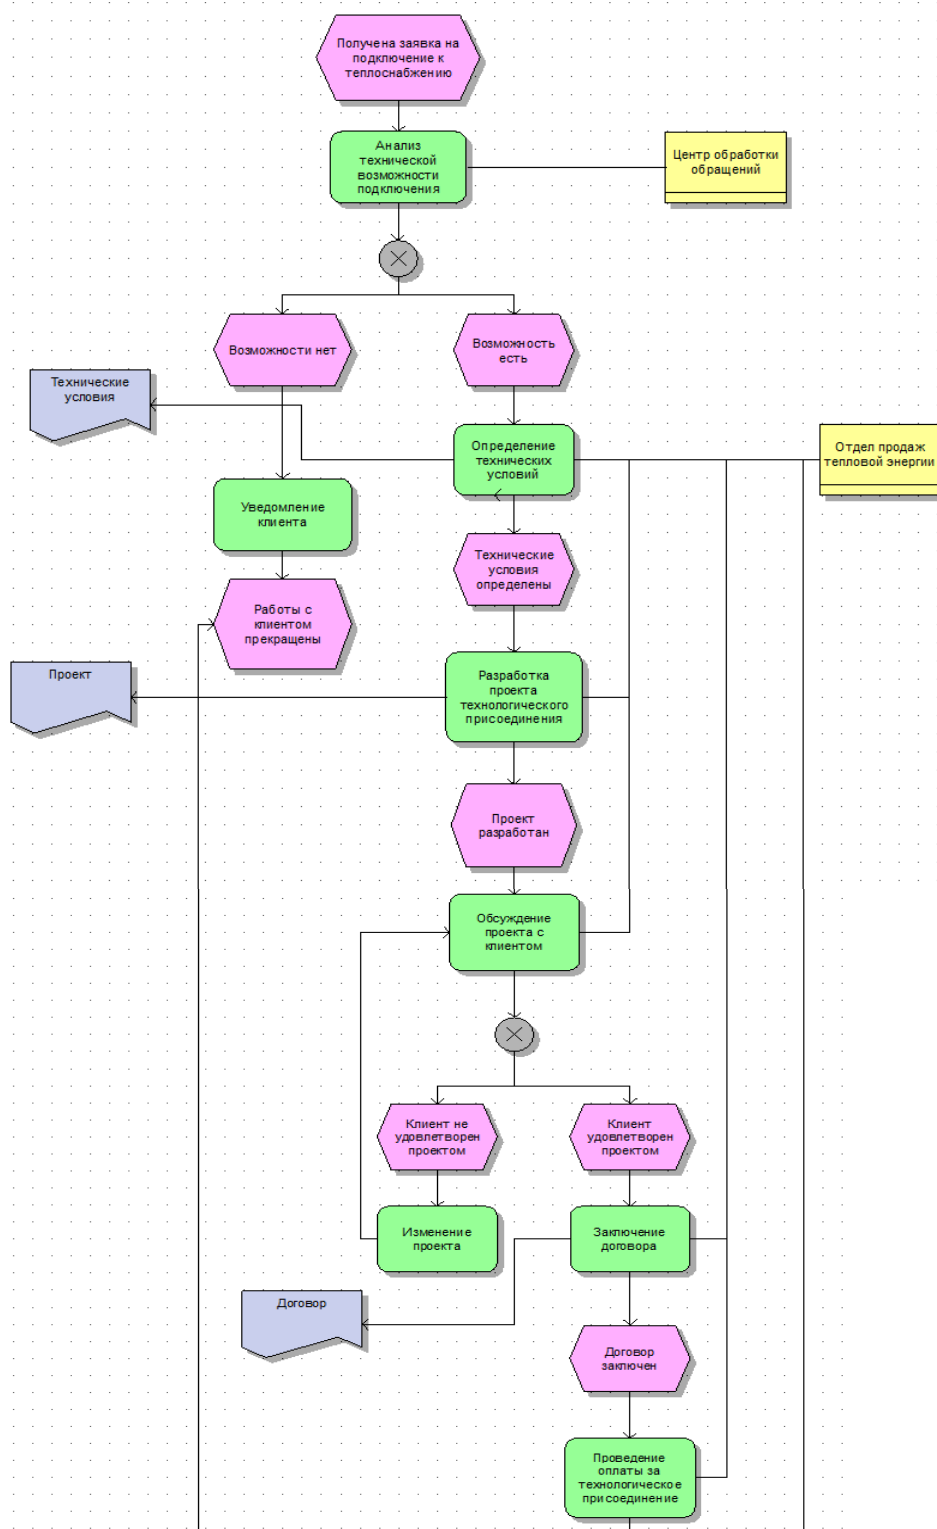 Получена заявка на
подключение к
теплоснабжению
Анализ
технической
возможности
подключения
Центр обработки
обращений
Возможности нет
Возможность
есть
Технические
условия
Определение
технических
условий
Отдел продаж
тепловой энергии
Уведомление
клиента
Технические
условия
определены
Работы с
клиентом
прекращены
Проект
Разработка
проекта
технологического
присоединения
Проект
разработан
Обсуждение
проекта с
клиентом
Клиент не
удовлетворен
проектом
Клиент
удовлетворен
проектом
Изменение
проекта
Заключение
договора
Договор
Договор
заключен
Проведение
оплаты за
технологическое
присоединение